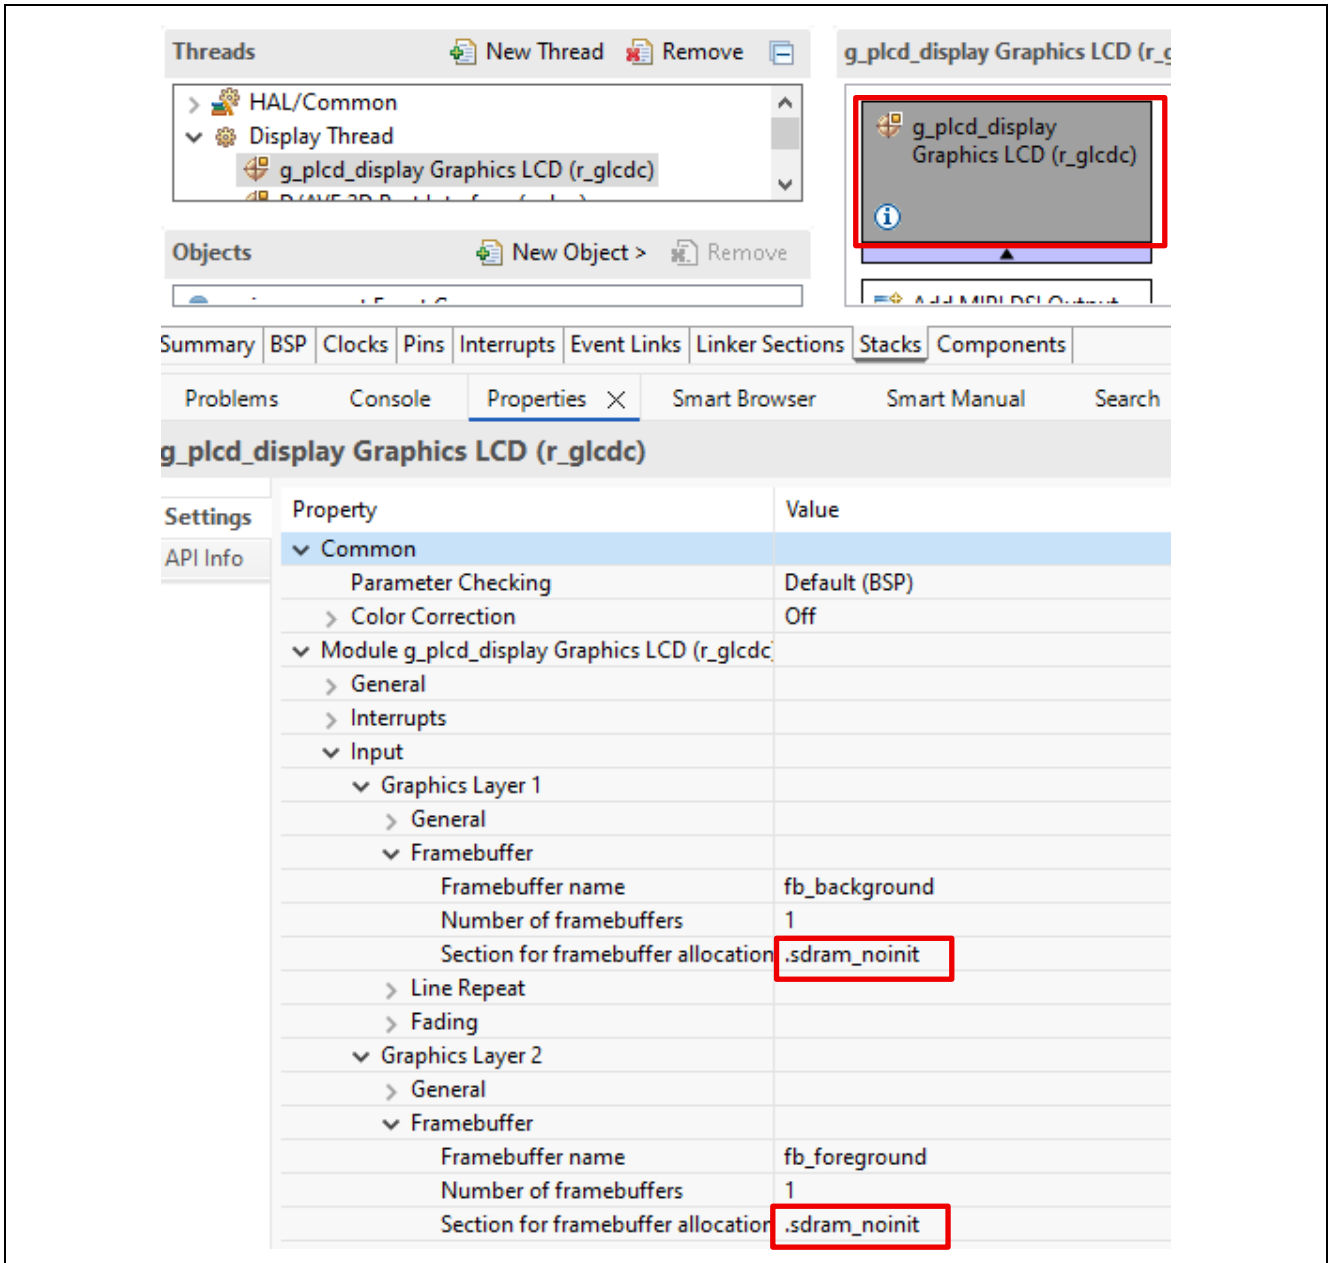 Threads New Thread Remove
g_plcd_display Graphics LCD (r_g
HAL/Common
Display Thread
g_plcd_display Graphics LCD (r_glcdc)
g_plcd_display
Graphics LCD (r_glcdc)
Objects New Object > Remove
Add MIPI DSI Output
Summary BSP Clocks Pins Interrupts Event Links Linker Sections Stacks Components
Problems Console Properties Smart Browser Smart Manual Search
g_plcd_display Graphics LCD (r_glcdc)
Settings
API Info
Property Value
Common
Parameter Checking Default (BSP)
Color Correction Off
Module g_plcd_display Graphics LCD (r_glcdc)
General
Interrupts
Input
Graphics Layer 1
General
Framebuffer
Framebuffer name fb_background
Number of framebuffers 1
Section for framebuffer allocation .sdram_noinit
Line Repeat
Fading
Graphics Layer 2
General
Framebuffer
Framebuffer name fb_foreground
Number of framebuffers 1
Section for framebuffer allocation .sdram_noinit